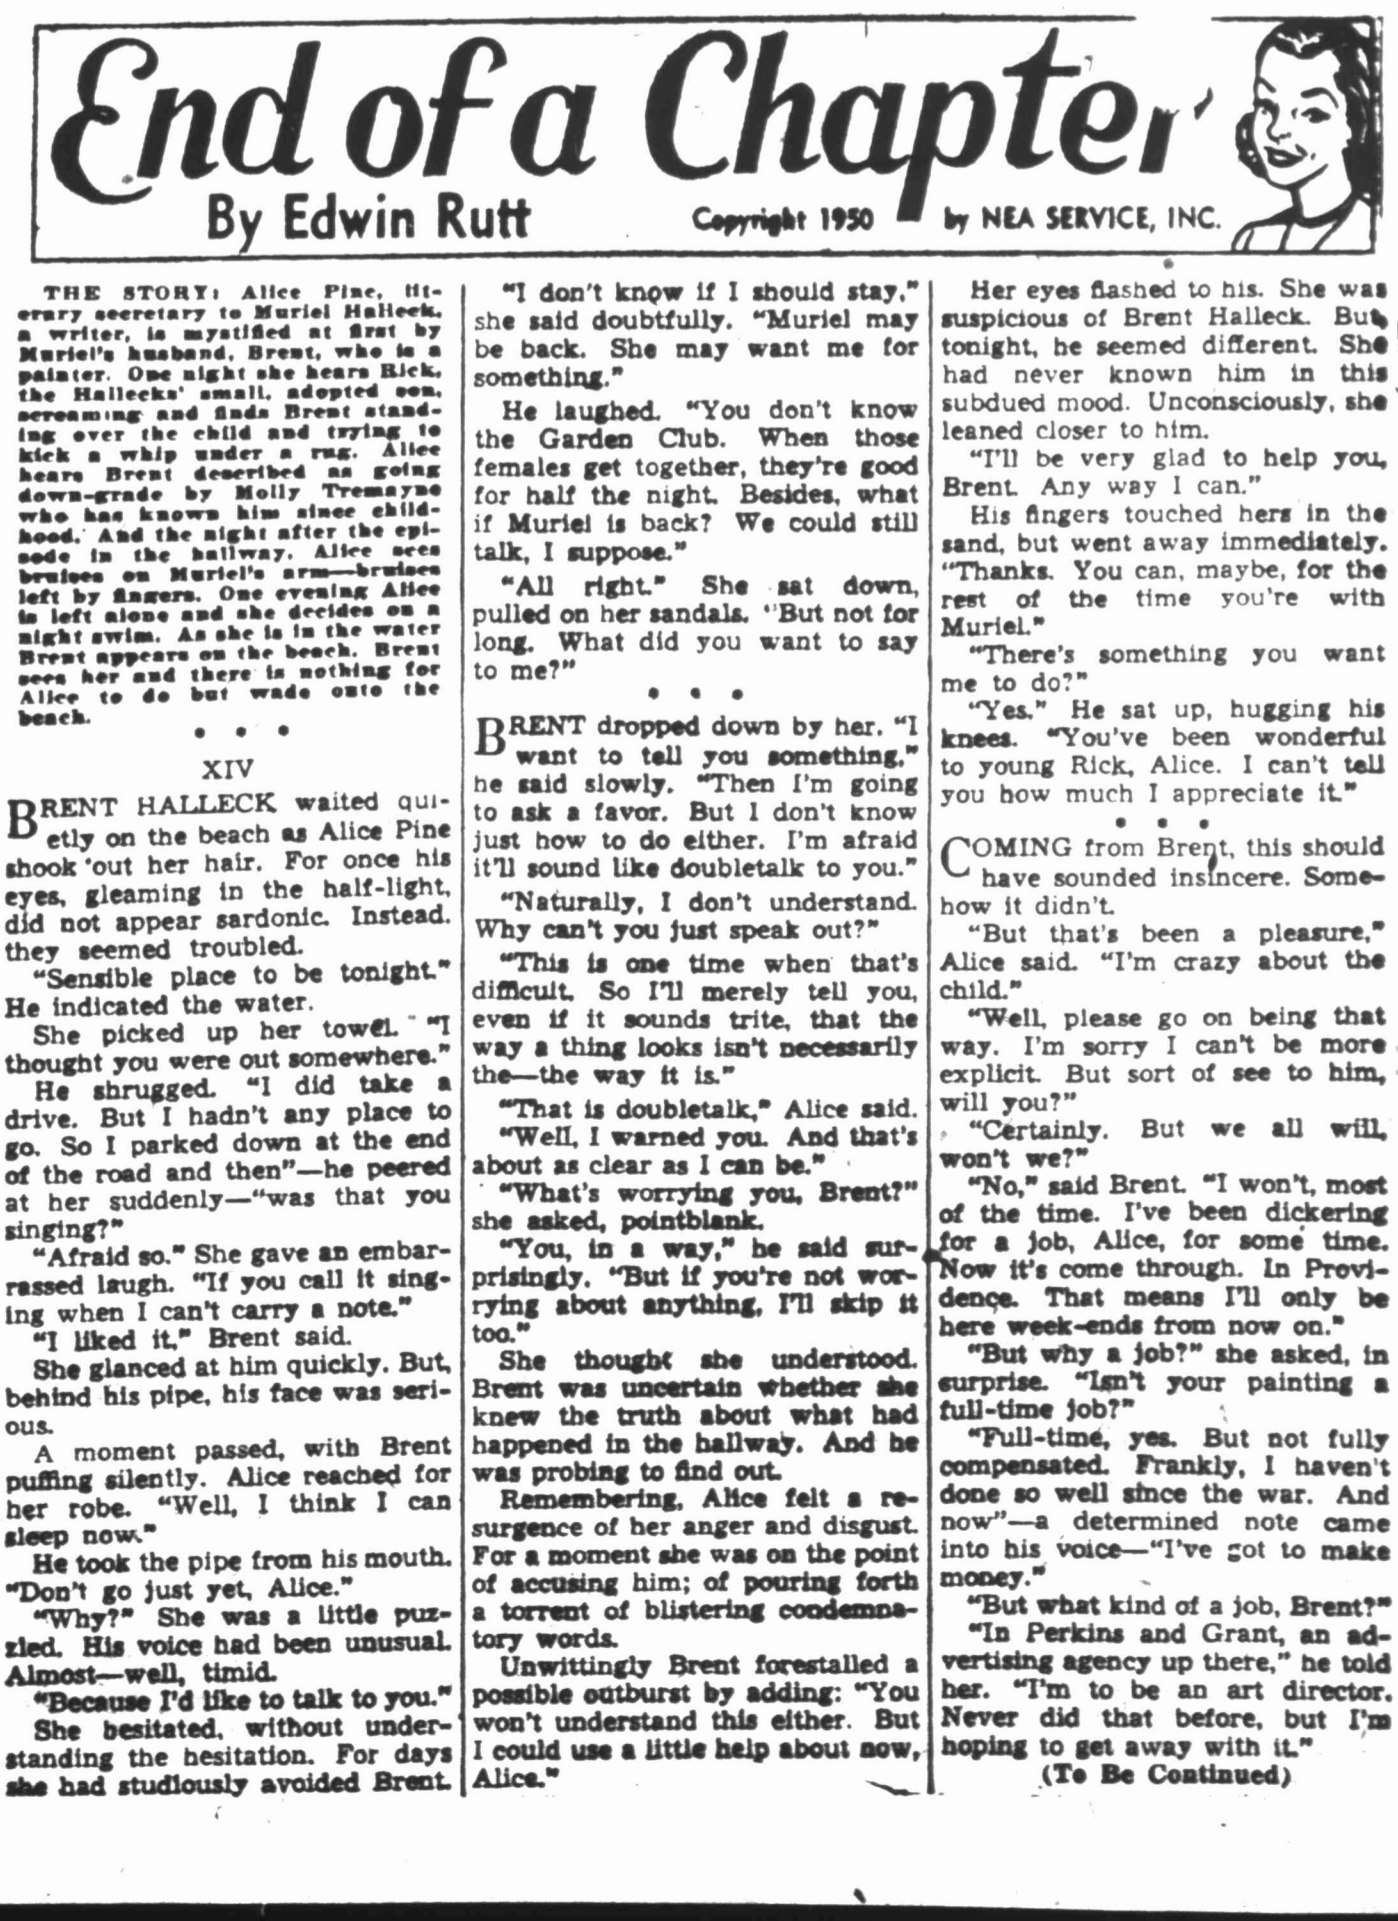 End of a Chapter
By Edwin Rutt
Copyright 1950 by NEA SERVICE, INC.
THE STORY: Alice Pine, lit-
erary secretary to Muriel Halleck,
a writer, is mystified at first by
Muriel's husband, Brent, who is a
painter. One night she hears Rick,
the Hallecks' small, adopted son,
screaming and finds Brent stand-
ing over the child and trying to
kick a whip under a rug. Alice
hears Brent described as going
down-grade by Molly Tremayne
who has known him since child-
hood. And the night after the epi-
sode in the hallway, Alice sees
bruises on Muriel's arm—bruises
left by fingers. One evening Alice
is left alone and she decides on a
night swim. As she is in the water
Brent appears on the beach. Brent
sees her and there is nothing for
Alice to do but wade onto the
beach.
• • •
XIV
BRENT HALLECK waited qui-
etly on the beach as Alice Pine
shook out her hair. For once his
eyes, gleaming in the half-light,
did not appear sardonic. Instead,
they seemed troubled.
"Sensible place to be tonight."
He indicated the water.
She picked up her towel. "I
thought you were out somewhere."
He shrugged. "I did take a
drive. But I hadn't any place to
go. So I parked down at the end
of the road and then"—he peered
at her suddenly—"was that you
singing?"
"Afraid so." She gave an embar-
rassed laugh. "If you call it sing-
ing when I can't carry a note."
"I liked it," Brent said.
She glanced at him quickly. But,
behind his pipe, his face was seri-
ous.
A moment passed, with Brent
puffing silently. Alice reached for
her robe. "Well, I think I can
sleep now."
He took the pipe from his mouth.
"Don't go just yet, Alice."
"Why?" She was a little puz-
zled. His voice had been unusual.
Almost—well, timid.
"Because I'd like to talk to you."
She hesitated, without under-
standing the hesitation. For days
she had studiously avoided Brent.
"I don't know if I should stay,"
she said doubtfully. "Muriel may
be back. She may want me for
something."
He laughed. "You don't know
the Garden Club. When those
females get together, they're good
for half the night. Besides, what
if Muriel is back? We could still
talk, I suppose."
"All right." She sat down,
pulled on her sandals. "But not for
long. What did you want to say
to me?"
• • •
BRENT dropped down by her. "I
want to tell you something,"
he said slowly. "Then I'm going
to ask a favor. But I don't know
just how to do either. I'm afraid
it'll sound like doubletalk to you."
"Naturally, I don't understand.
Why can't you just speak out?"
"This is one time when that's
difficult. So I'll merely tell you,
even if it sounds trite, that the
way a thing looks isn't necessarily
the—the way it is."
"That is doubletalk," Alice said.
"Well, I warned you. And that's
about as clear as I can be."
"What's worrying you, Brent?"
she asked, pointblank.
"You, in a way," he said sur-
prisingly. "But if you're not wor-
rying about anything, I'll skip it
too."
She thought she understood.
Brent was uncertain whether she
knew the truth about what had
happened in the hallway. And he
was probing to find out.
Remembering, Alice felt a re-
surgence of her anger and disgust.
For a moment she was on the point
of accusing him; of pouring forth
a torrent of blistering condemna-
tory words.
Unwittingly Brent forestalled a
possible outburst by adding: "You
won't understand this either. But
I could use a little help about now,
Alice."
Her eyes flashed to his. She was
suspicious of Brent Halleck. But,
tonight, he seemed different. She
had never known him in this
subdued mood. Unconsciously, she
leaned closer to him.
"I'll be very glad to help you,
Brent. Any way I can."
His fingers touched hers in the
sand, but went away immediately.
"Thanks. You can, maybe, for the
rest of the time you're with
Muriel."
"There's something you want
me to do?"
"Yes." He sat up, hugging his
knees. "You've been wonderful
to young Rick, Alice. I can't tell
you how much I appreciate it."
• • •
COMING from Brent, this should
have sounded insincere. Some-
how it didn't.
"But that's been a pleasure,"
Alice said. "I'm crazy about the
child."
"Well, please go on being that
way. I'm sorry I can't be more
explicit. But sort of see to him,
will you?"
"Certainly. But we all will,
won't we?"
"No," said Brent. "I won't, most
of the time. I've been dickering
for a job, Alice, for some time.
Now it's come through. In Provi-
dence. That means I'll only be
here week-ends from now on."
"But why a job?" she asked, in
surprise. "Isn't your painting a
full-time job?"
"Full-time, yes. But not fully
compensated. Frankly, I haven't
done so well since the war. And
now"—a determined note came
into his voice—"I've got to make
money."
"But what kind of a job, Brent?"
"In Perkins and Grant, an ad-
vertising agency up there," he told
her. "I'm to be an art director.
Never did that before, but I'm
hoping to get away with it."
(To Be Continued)